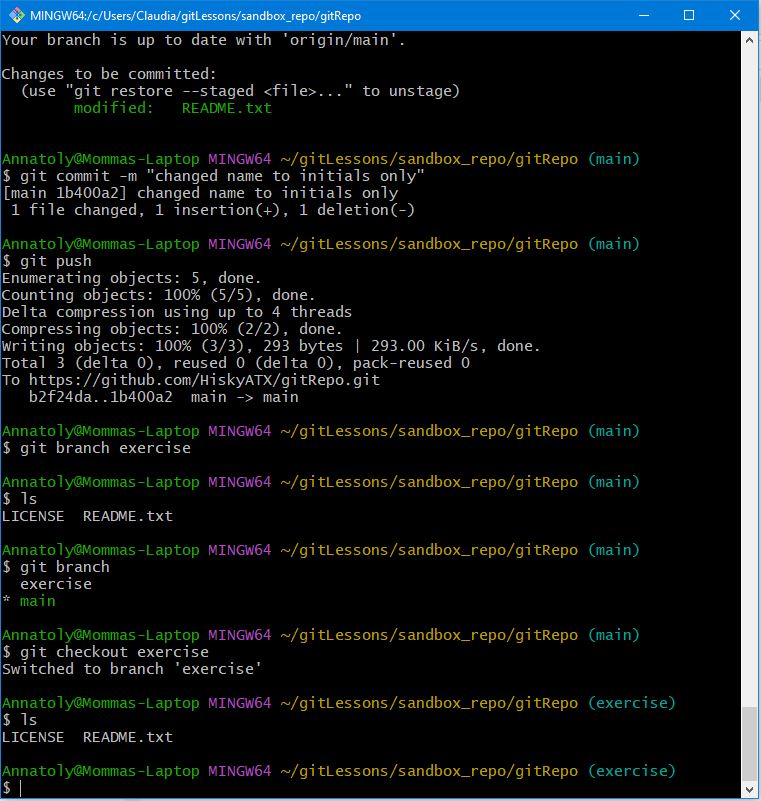 MINGW64:/c/Users/Claudia/gitLessons/sandbox_repo/gitRepo
Your branch is up to date with 'origin/main'.
Changes to be committed:
  (use "git restore --staged <file>..." to unstage)
        modified:   README.txt
Annatoly@Mommas-Laptop MINGW64 ~/gitLessons/sandbox_repo/gitRepo (main)
$ git commit -m "changed name to initials only"
[main 1b400a2] changed name to initials only
 1 file changed, 1 insertion(+), 1 deletion(-)
Annatoly@Mommas-Laptop MINGW64 ~/gitLessons/sandbox_repo/gitRepo (main)
$ git push
Enumerating objects: 5, done.
Counting objects: 100% (5/5), done.
Delta compression using up to 4 threads
Compressing objects: 100% (2/2), done.
Writing objects: 100% (3/3), 293 bytes | 293.00 KiB/s, done.
Total 3 (delta 0), reused 0 (delta 0), pack-reused 0
To https://github.com/HiskyATX/gitRepo.git
   b2f24da..1b400a2  main -> main
Annatoly@Mommas-Laptop MINGW64 ~/gitLessons/sandbox_repo/gitRepo (main)
$ git branch exercise
Annatoly@Mommas-Laptop MINGW64 ~/gitLessons/sandbox_repo/gitRepo (main)
$ ls
LICENSE  README.txt
Annatoly@Mommas-Laptop MINGW64 ~/gitLessons/sandbox_repo/gitRepo (main)
$ git branch
  exercise
* main
Annatoly@Mommas-Laptop MINGW64 ~/gitLessons/sandbox_repo/gitRepo (main)
$ git checkout exercise
Switched to branch 'exercise'
Annatoly@Mommas-Laptop MINGW64 ~/gitLessons/sandbox_repo/gitRepo (exercise)
$ ls
LICENSE  README.txt
Annatoly@Mommas-Laptop MINGW64 ~/gitLessons/sandbox_repo/gitRepo (exercise)
$